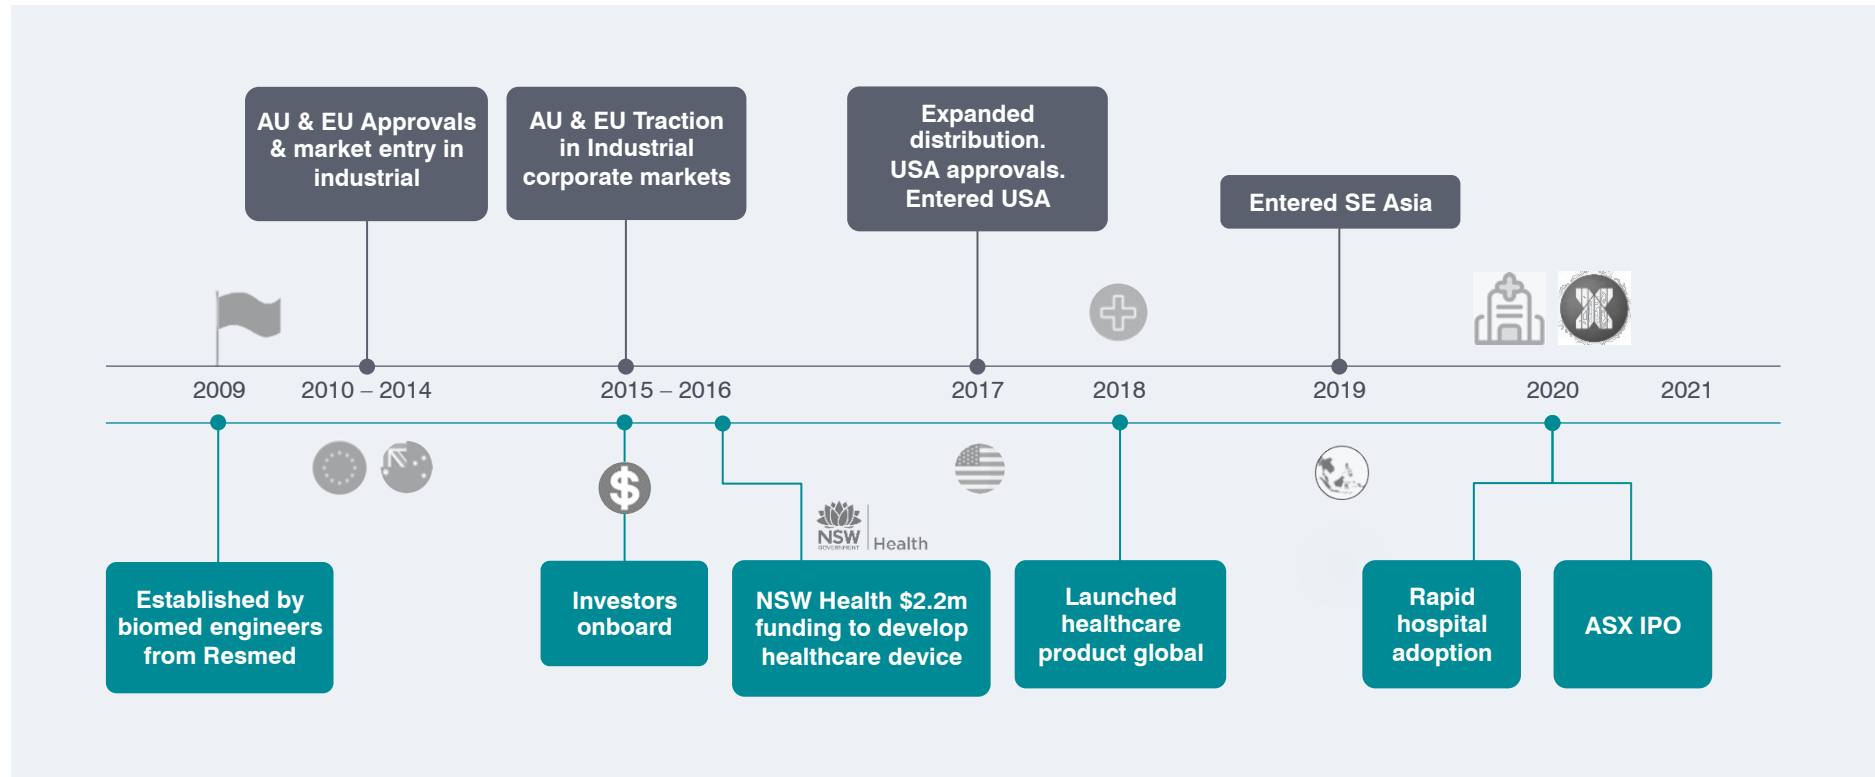 AU & EU Approvals
& market entry in
industrial
AU & EU Traction
in Industrial
corporate markets
Expanded
distribution.
USA approvals.
Entered USA
Entered SE Asia
2009
2010 – 2014
2015 – 2016
2017
2018
2019
2020
2021
$
NSW
GOVERNMENT
Health
Established by
biomed engineers
from Resmed
Investors
onboard
NSW Health $2.2m
funding to develop
healthcare device
Launched
healthcare
product global
Rapid
hospital
adoption
ASX IPO